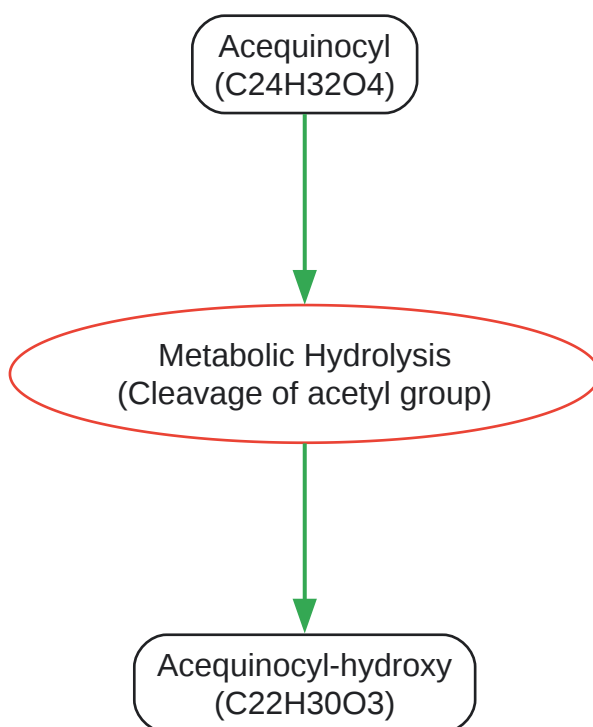 Acequinocyl
(C24H32O4)
Metabolic Hydrolysis
(Cleavage of acetyl group)
Acequinocyl-hydroxy
(C22H30O3)